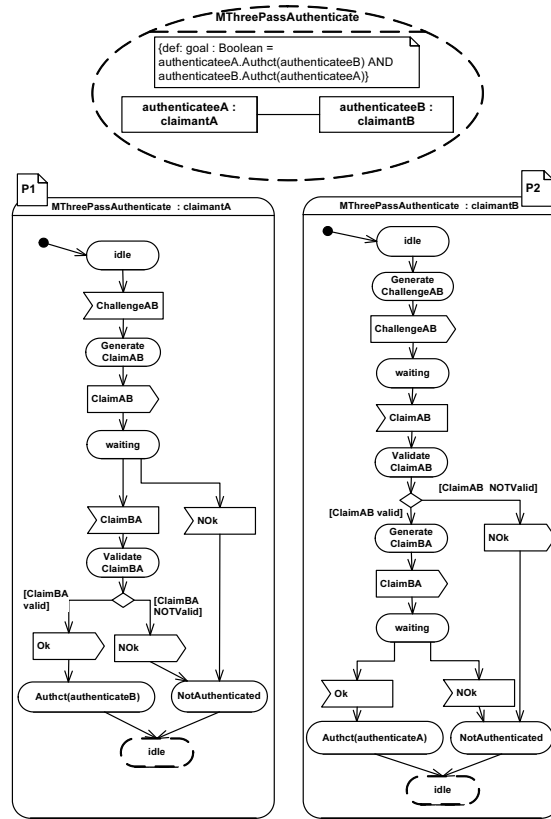 MThreePassAuthenticate
{def: goal : Boolean =
authenticateeA.Authct(authenticateeB) AND
authenticateeB.Authct(authenticateeA)}
authenticateeA :
claimantA
authenticateeB :
claimantB
P1
MThreePassAuthenticate : claimantA
idle
ChallengeAB
Generate
ClaimAB
ClaimAB
waiting
ClaimBA
NOk
Validate
ClaimBA
[ClaimBA
valid]
[ClaimBA
NOTValid]
Ok
NOk
Authct(authenticateB)
NotAuthenticated
idle
P2
MThreePassAuthenticate : claimantB
idle
Generate
ChallengeAB
ChallengeAB
waiting
ClaimAB
Validate
ClaimAB
[ClaimAB NOTValid]
[ClaimAB valid]
Generate
ClaimBA
NOk
ClaimBA
waiting
Ok
NOk
Authct(authenticateA)
NotAuthenticated
idle